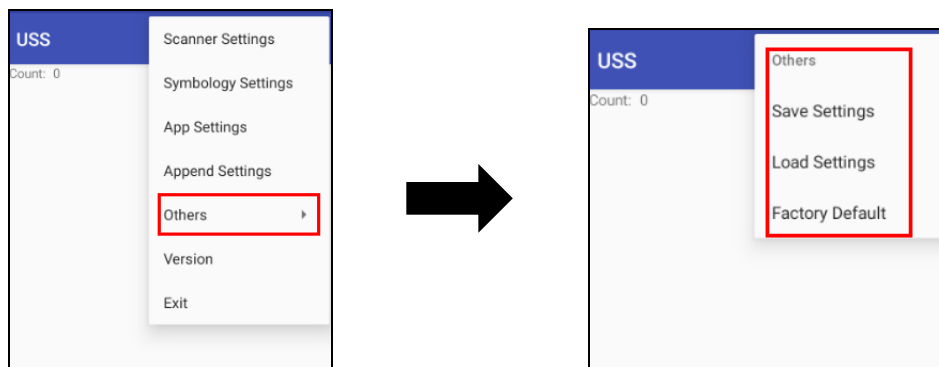 USS
Count: 0
Scanner Settings
Symbology Settings
App Settings
Append Settings
Others
Version
Exit
USS
Count: 0
Others
Save Settings
Load Settings
Factory Default